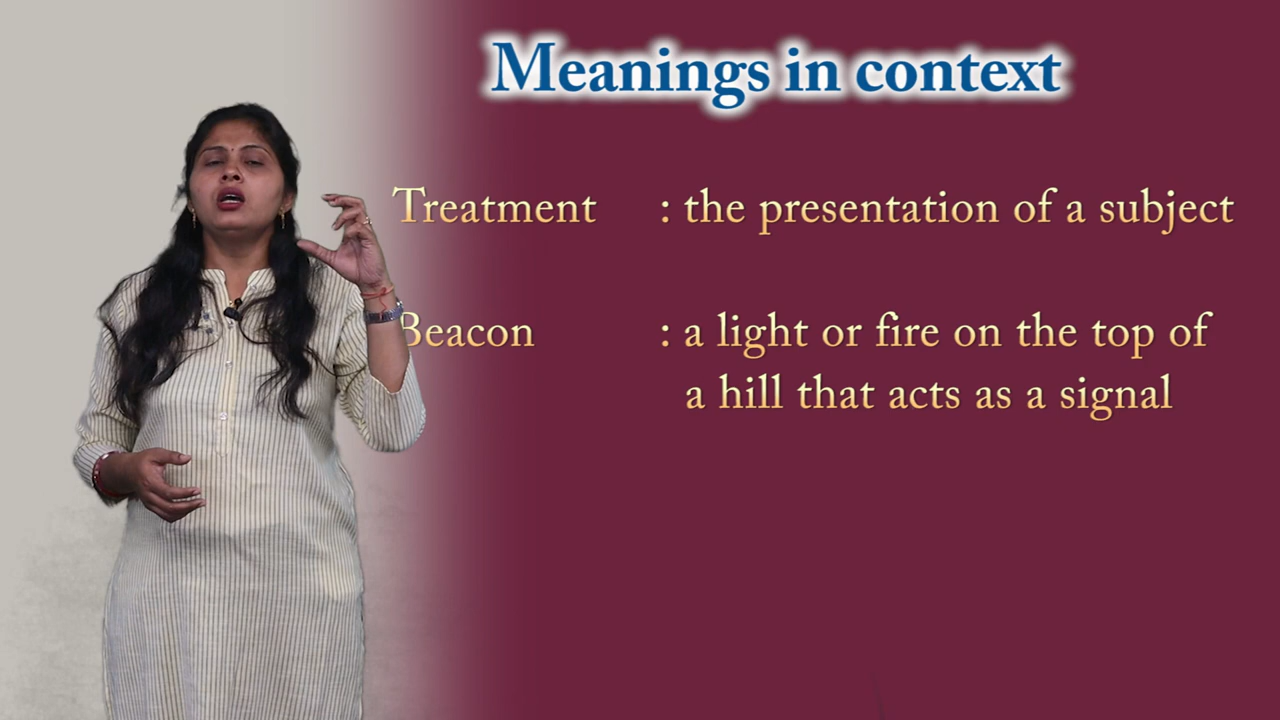 Meanings in context
Treatment : the presentation of a subject
Beacon : a light or fire on the top of
a hill that acts as a signal